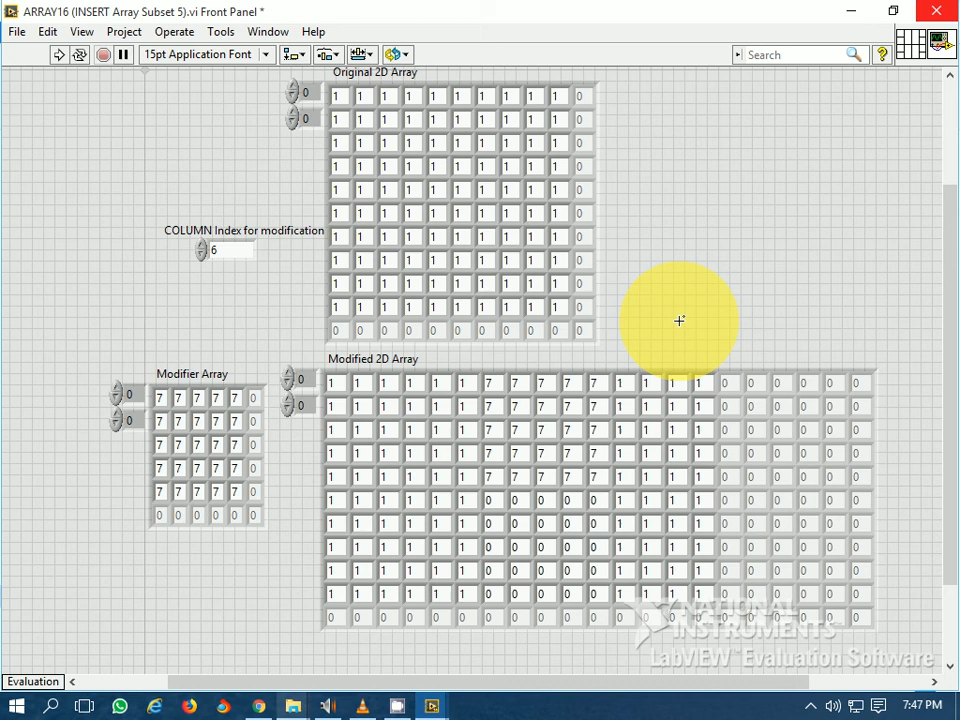 ARRAY16 (INSERT Array Subset 5).vi Front Panel *
File Edit View Project Operate Tools Window Help
15pt Application Font
Search
?
Original 2D Array
0 1 1 1 1 1 1 1 1 1 1 0
0 1 1 1 1 1 1 1 1 1 1 0
1 1 1 1 1 1 1 1 1 1 0
1 1 1 1 1 1 1 1 1 1 0
1 1 1 1 1 1 1 1 1 1 0
1 1 1 1 1 1 1 1 1 1 0
COLUMN Index for modification
1 1 1 1 1 1 1 1 1 1 0
6
1 1 1 1 1 1 1 1 1 1 0
1 1 1 1 1 1 1 1 1 1 0
1 1 1 1 1 1 1 1 1 1 0
0 0 0 0 0 0 0 0 0 0 0
Modifier Array
0 7 7 7 7 7 0
0 7 7 7 7 7 0
7 7 7 7 7 0
7 7 7 7 7 0
7 7 7 7 7 0
0 0 0 0 0 0
Modified 2D Array
0 1 1 1 1 1 1 7 7 7 7 7 1 1 1 1 0 0 0 0 0 0
0 1 1 1 1 1 1 7 7 7 7 7 1 1 1 1 0 0 0 0 0 0
1 1 1 1 1 1 7 7 7 7 7 1 1 1 1 0 0 0 0 0 0
1 1 1 1 1 1 7 7 7 7 7 1 1 1 1 0 0 0 0 0 0
1 1 1 1 1 1 7 7 7 7 7 1 1 1 1 0 0 0 0 0 0
1 1 1 1 1 1 0 0 0 0 0 1 1 1 1 0 0 0 0 0 0
1 1 1 1 1 1 0 0 0 0 0 1 1 1 1 0 0 0 0 0 0
1 1 1 1 1 1 0 0 0 0 0 1 1 1 1 0 0 0 0 0 0
1 1 1 1 1 1 0 0 0 0 0 1 1 1 1 0 0 0 0 0 0
1 1 1 1 1 1 0 0 0 0 0 1 1 1 1 0 0 0 0 0 0
0 0 0 0 0 0 0 0 0 0 0 0 0 0 0 0 0 0 0 0 0
NATIONAL
INSTRUMENTS
LabVIEW Evaluation Software
Evaluation
7:47 PM